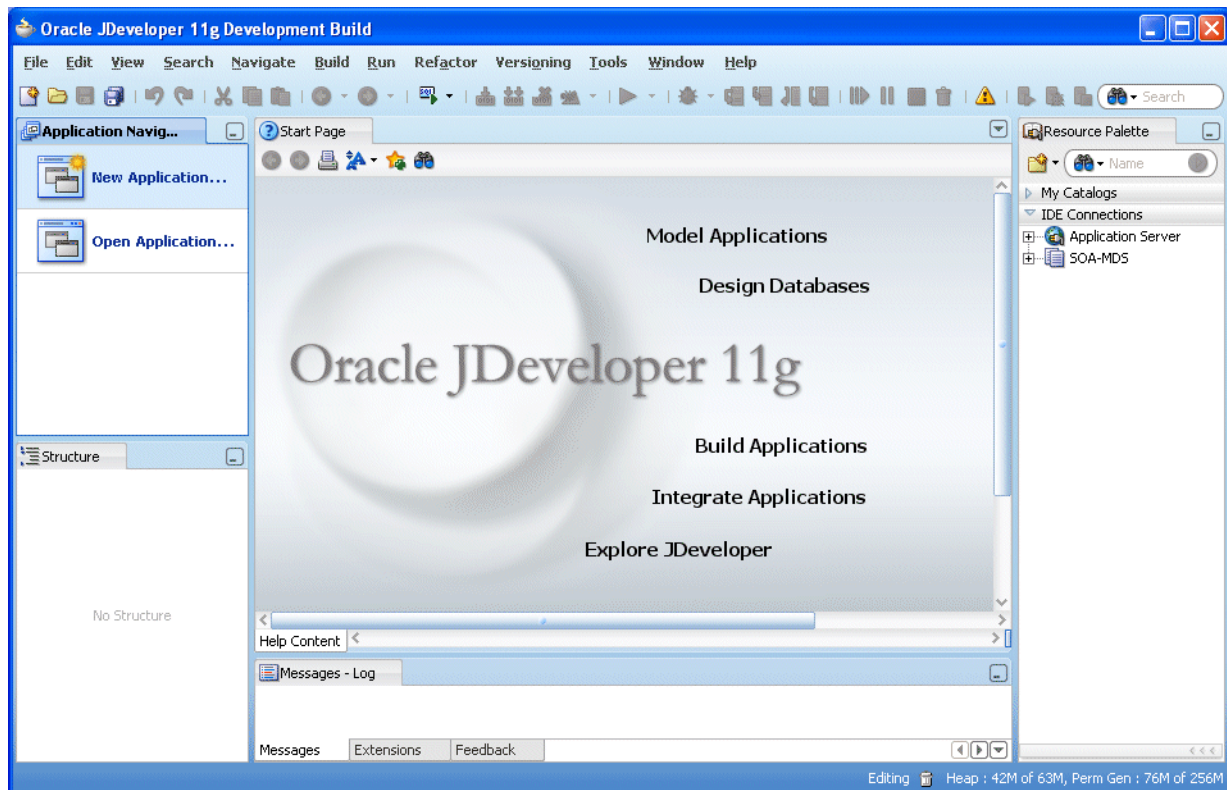 Oracle JDeveloper 11g Development Build
File Edit View Search Navigate Build Run Refactor Versioning Tools Window Help
Search
Application Navig...
New Application...
Open Application...
Structure
No Structure
Start Page
Model Applications
Design Databases
Oracle JDeveloper 11g
Build Applications
Integrate Applications
Explore JDeveloper
Help Content
Messages - Log
Messages Extensions Feedback
Resource Palette
Name
My Catalogs
IDE Connections
Application Server
SOA-MDS
Editing Heap : 42M of 63M, Perm Gen : 76M of 256M